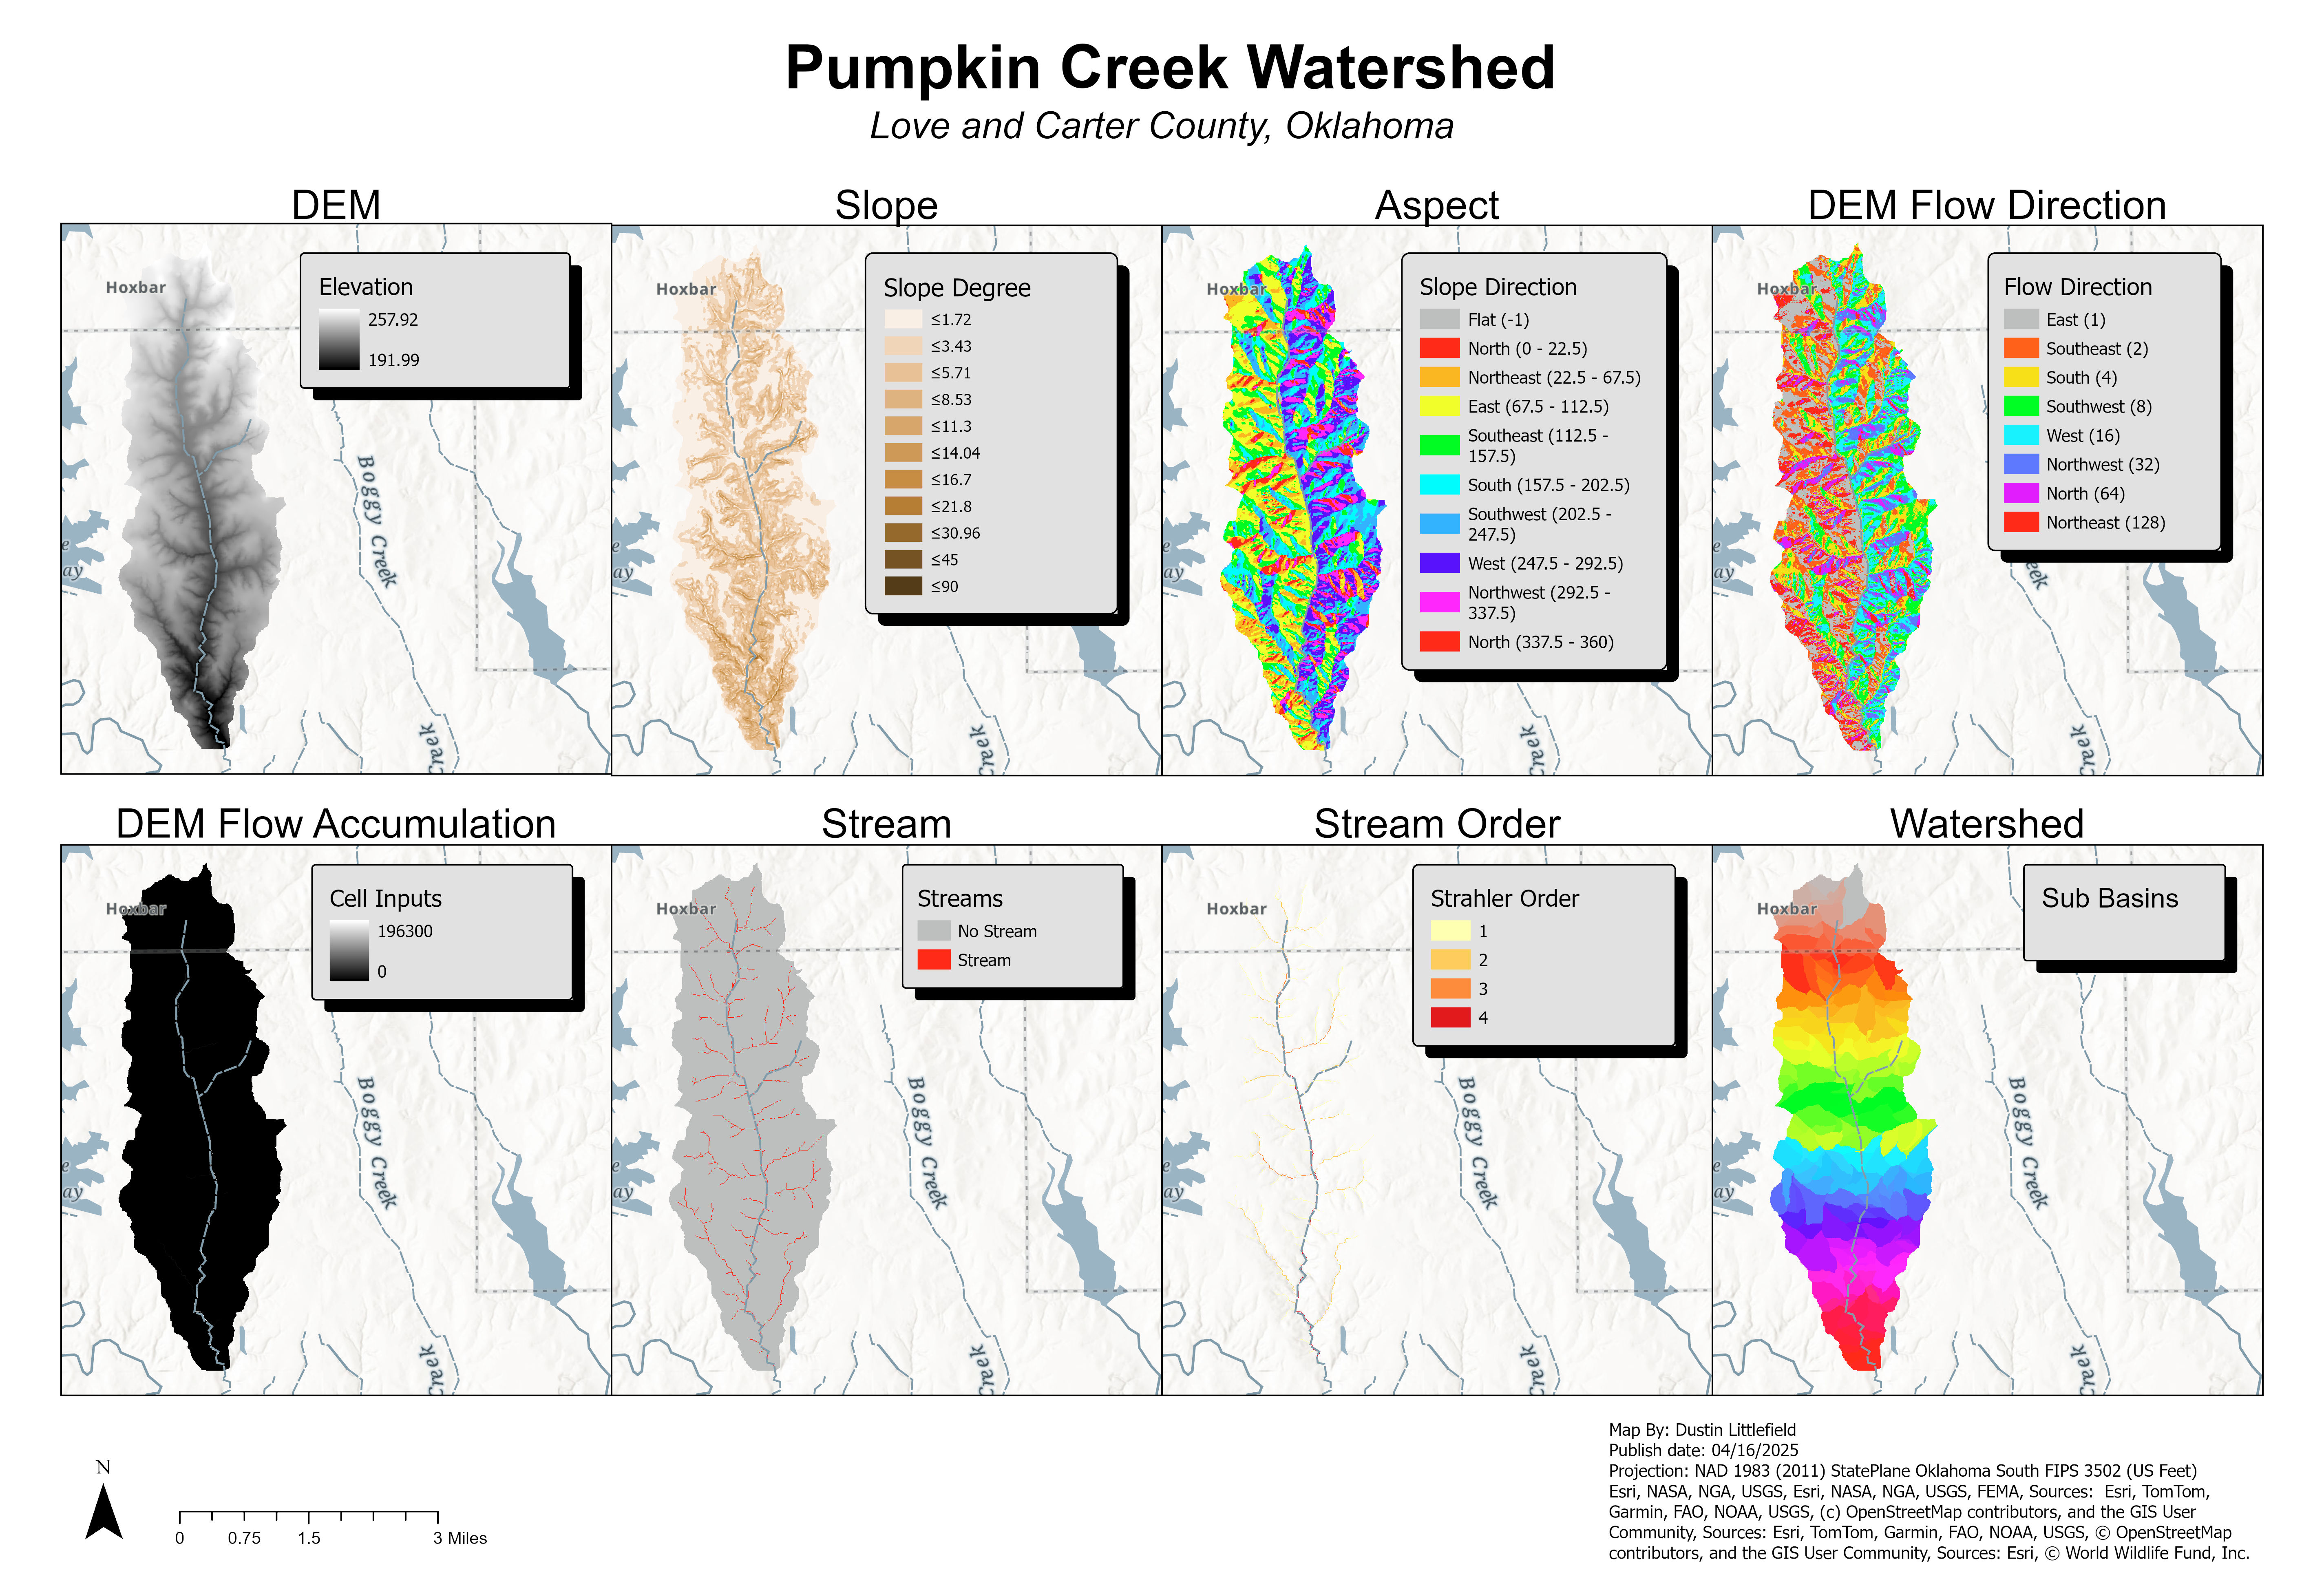 Pumpkin Creek Watershed
Love and Carter County, Oklahoma
DEM
Hoxbar
Elevation
257.92
191.99
Boggy Creek
e
ay
Creek
Slope
Hoxbar
Slope Degree
≤1.72
≤3.43
≤5.71
≤8.53
≤11.3
≤14.04
≤16.7
≤21.8
≤30.96
≤45
≤90
Creek
Aspect
Hoxbar
Slope Direction
Flat (-1)
North (0 - 22.5)
Northeast (22.5 - 67.5)
East (67.5 - 112.5)
Southeast (112.5 -
157.5)
South (157.5 - 202.5)
Southwest (202.5 -
247.5)
West (247.5 - 292.5)
Northwest (292.5 -
337.5)
North (337.5 - 360)
e
ay
Creek
DEM Flow Direction
Hoxbar
Flow Direction
East (1)
Southeast (2)
South (4)
Southwest (8)
West (16)
Northwest (32)
North (64)
Northeast (128)
e
ay
reek
Creek
DEM Flow Accumulation
Hoxbar
Cell Inputs
196300
0
Boggy Creek
e
ay
Creek
Stream
Hoxbar
Streams
No Stream
Stream
Boggy Creek
Creek
Stream Order
Hoxbar
Strahler Order
1
2
3
4
Boggy Creek
e
ay
Creek
Watershed
Hoxbar
Sub Basins
Boggy Creek
e
ay
Creek
N
0 0.75 1.5 3 Miles
Map By: Dustin Littlefield
Publish date: 04/16/2025
Projection: NAD 1983 (2011) StatePlane Oklahoma South FIPS 3502 (US Feet)
Esri, NASA, NGA, USGS, Esri, NASA, NGA, USGS, FEMA, Sources: Esri, TomTom,
Garmin, FAO, NOAA, USGS, (c) OpenStreetMap contributors, and the GIS User
Community, Sources: Esri, TomTom, Garmin, FAO, NOAA, USGS, © OpenStreetMap
contributors, and the GIS User Community, Sources: Esri, © World Wildlife Fund, Inc.